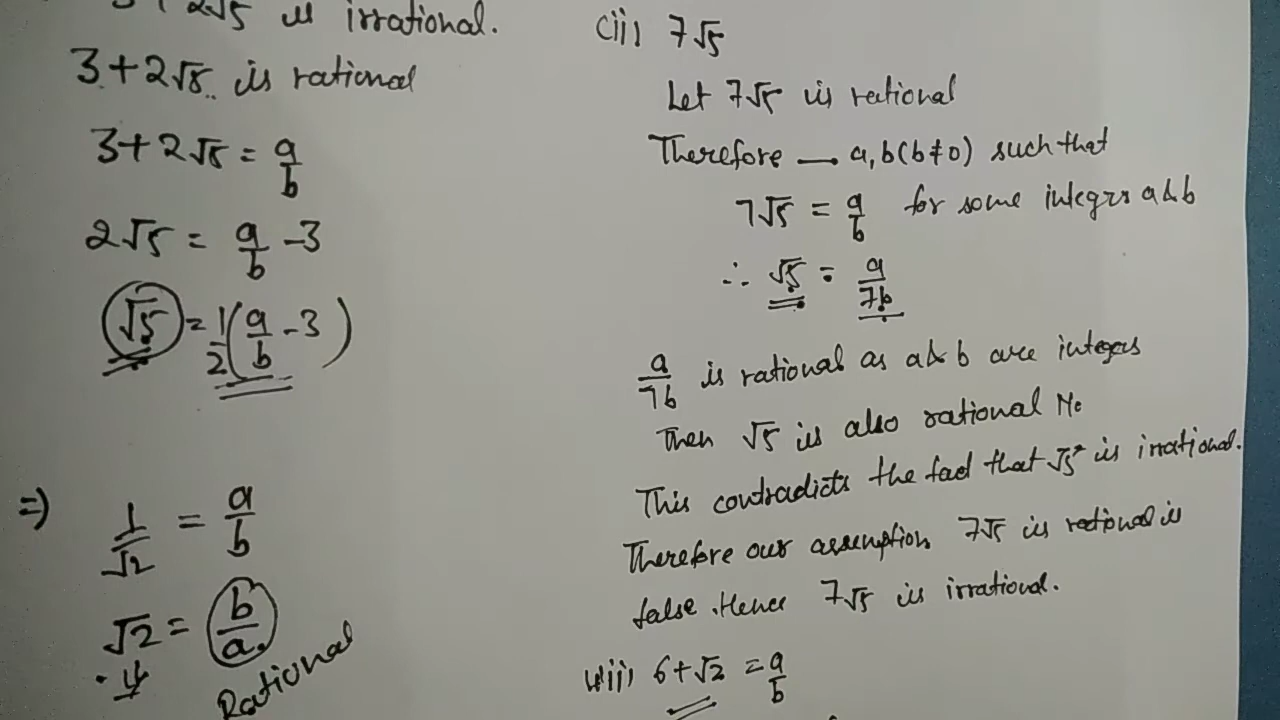 3+2√5 is irrational.
3+2√5 is rational
3+2√5 = a/b
2√5 = a/b -3
√5 = 1/2(a/b -3)
=> 1/√2 = a/b
√2 = b/a
Rational
(ii) 7√5
Let 7√5 is rational
Therefore — a, b(b≠0) such that
7√5 = a/b for some integers a & b
∴ √5 = a/7b
a/7b is rational as a & b are integers
Then √5 is also rational No
This contradicts the fact that √5 is irrational.
Therefore our assumption 7√5 is rational is
false. Hence 7√5 is irrational.
(iii) 6+√2 = a/b